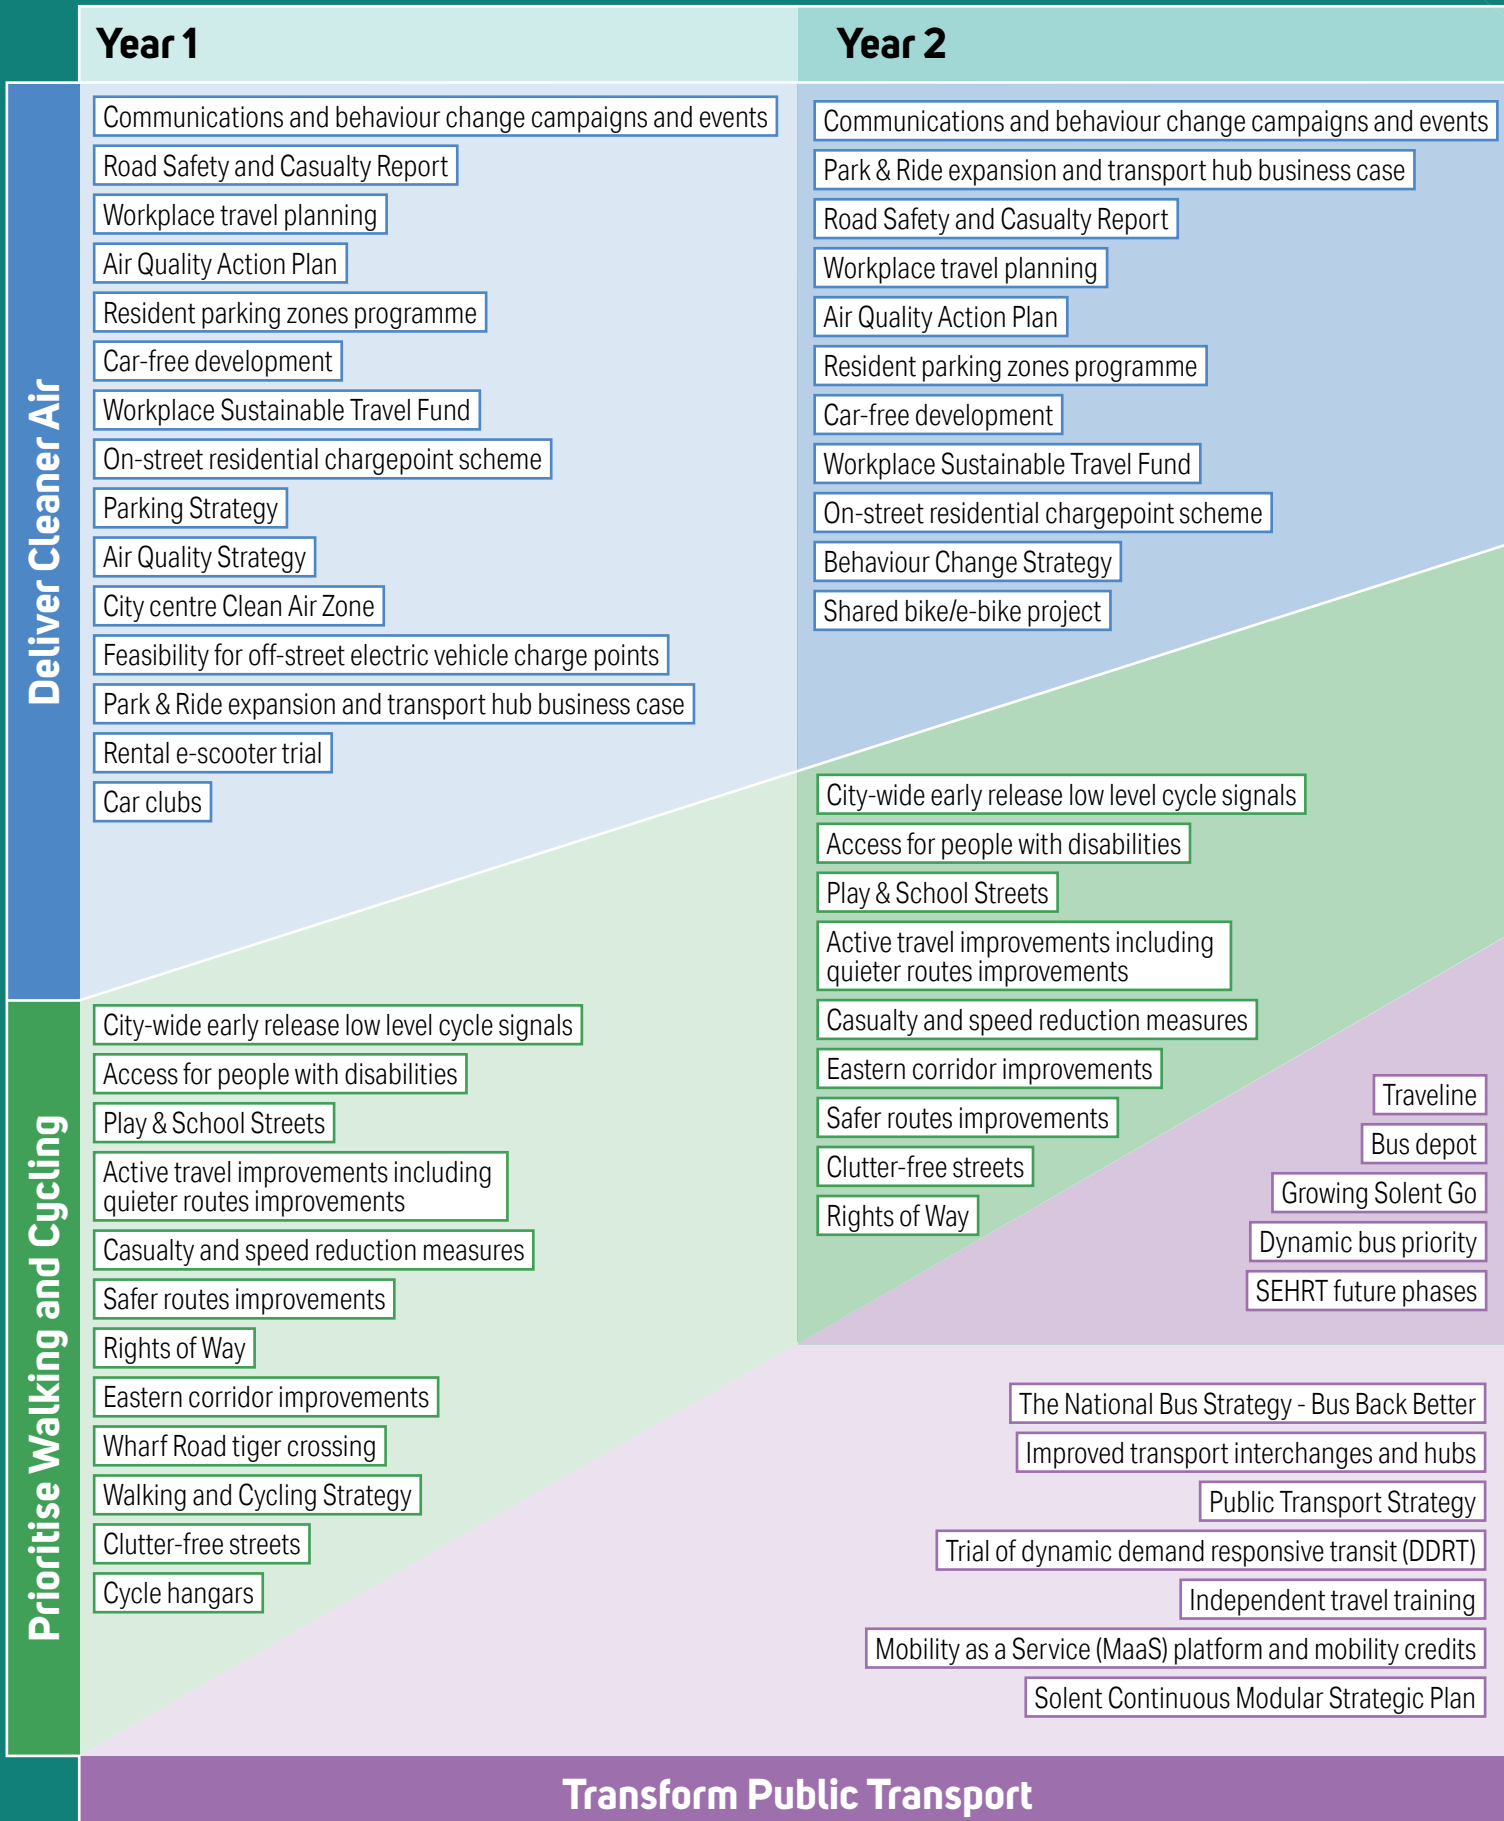 Year 1
Year 2
Deliver Cleaner Air
Communications and behaviour change campaigns and events
Road Safety and Casualty Report
Workplace travel planning
Air Quality Action Plan
Resident parking zones programme
Car-free development
Workplace Sustainable Travel Fund
On-street residential chargepoint scheme
Parking Strategy
Air Quality Strategy
City centre Clean Air Zone
Feasibility for off-street electric vehicle charge points
Park & Ride expansion and transport hub business case
Rental e-scooter trial
Car clubs
Communications and behaviour change campaigns and events
Park & Ride expansion and transport hub business case
Road Safety and Casualty Report
Workplace travel planning
Air Quality Action Plan
Resident parking zones programme
Car-free development
Workplace Sustainable Travel Fund
On-street residential chargepoint scheme
Behaviour Change Strategy
Shared bike/e-bike project
Prioritise Walking and Cycling
City-wide early release low level cycle signals
Access for people with disabilities
Play & School Streets
Active travel improvements including
quieter routes improvements
Casualty and speed reduction measures
Safer routes improvements
Rights of Way
Eastern corridor improvements
Wharf Road tiger crossing
Walking and Cycling Strategy
Clutter-free streets
Cycle hangars
City-wide early release low level cycle signals
Access for people with disabilities
Play & School Streets
Active travel improvements including
quieter routes improvements
Casualty and speed reduction measures
Eastern corridor improvements
Safer routes improvements
Clutter-free streets
Rights of Way
Traveline
Bus depot
Growing Solent Go
Dynamic bus priority
SEHRT future phases
The National Bus Strategy - Bus Back Better
Improved transport interchanges and hubs
Public Transport Strategy
Trial of dynamic demand responsive transit (DDRT)
Independent travel training
Mobility as a Service (MaaS) platform and mobility credits
Solent Continuous Modular Strategic Plan
Transform Public Transport